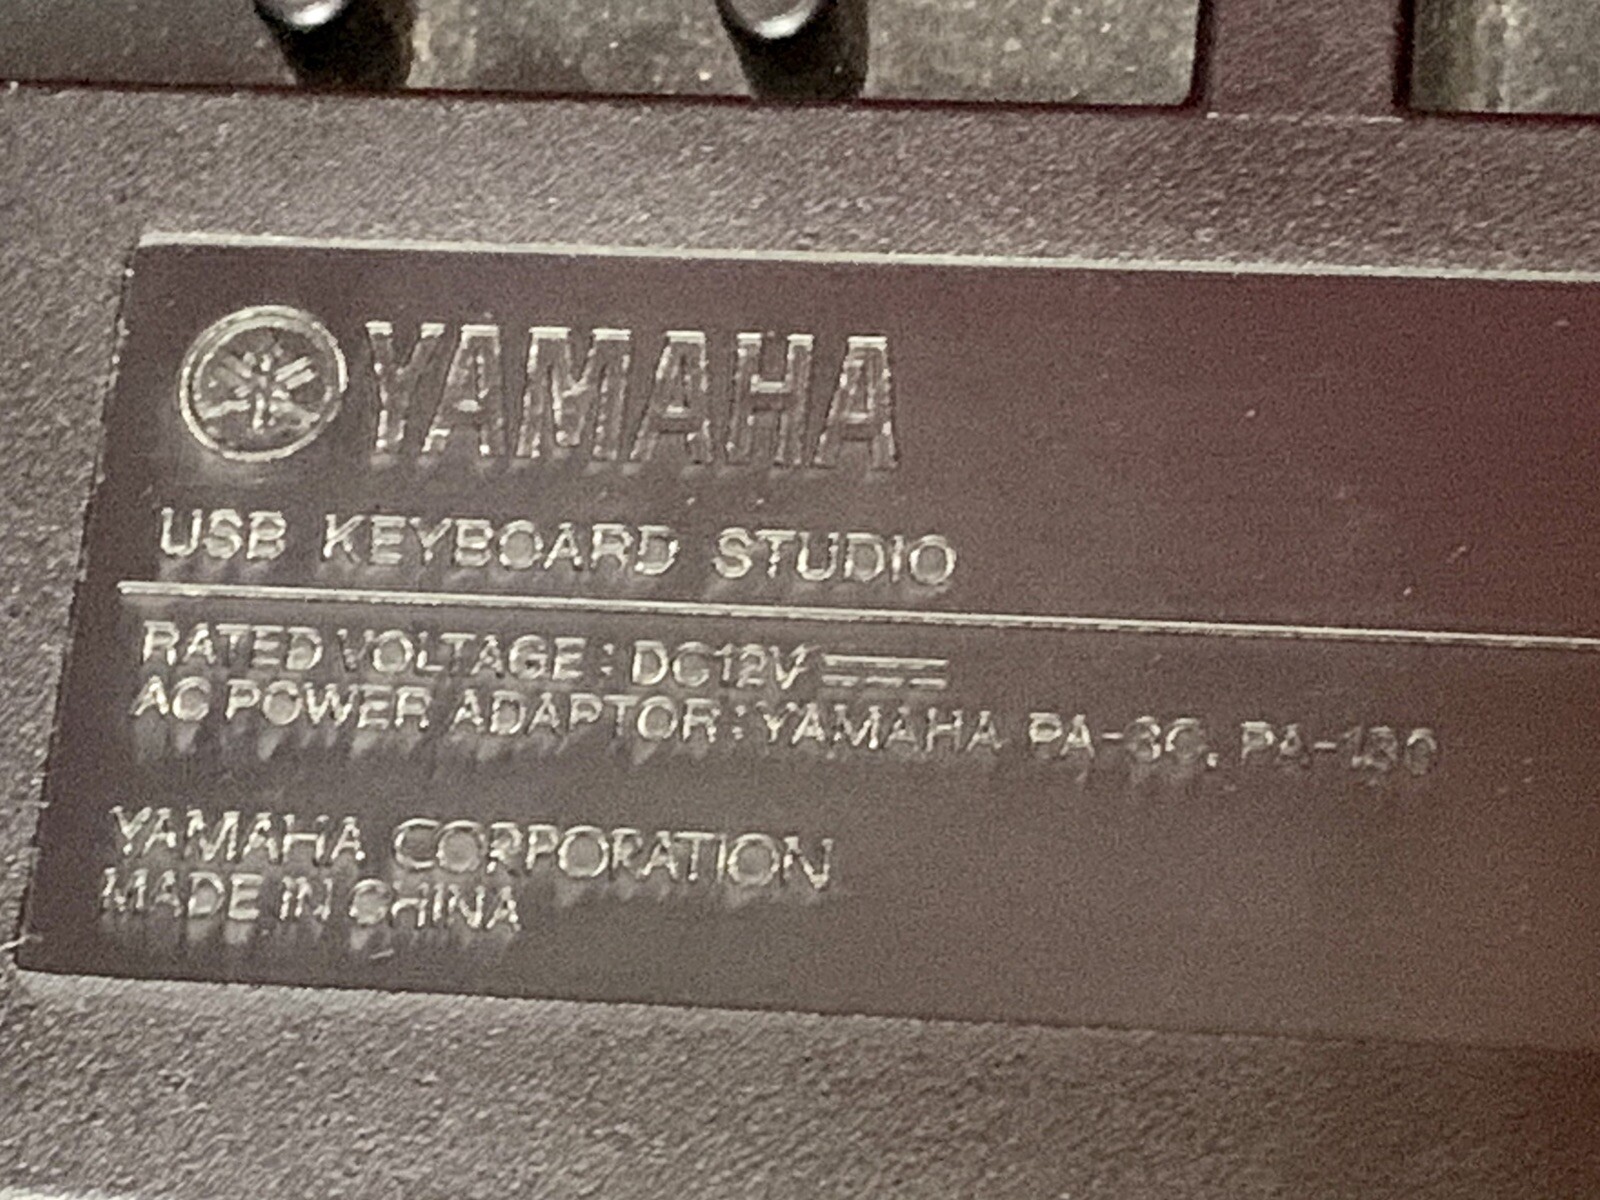 YAMAHA
USB KEYBOARD STUDIO
RATED VOLTAGE : DC12V
AC POWER ADAPTOR : YAMAHA PA-3C, PA-130
YAMAHA CORPORATION
MADE IN CHINA